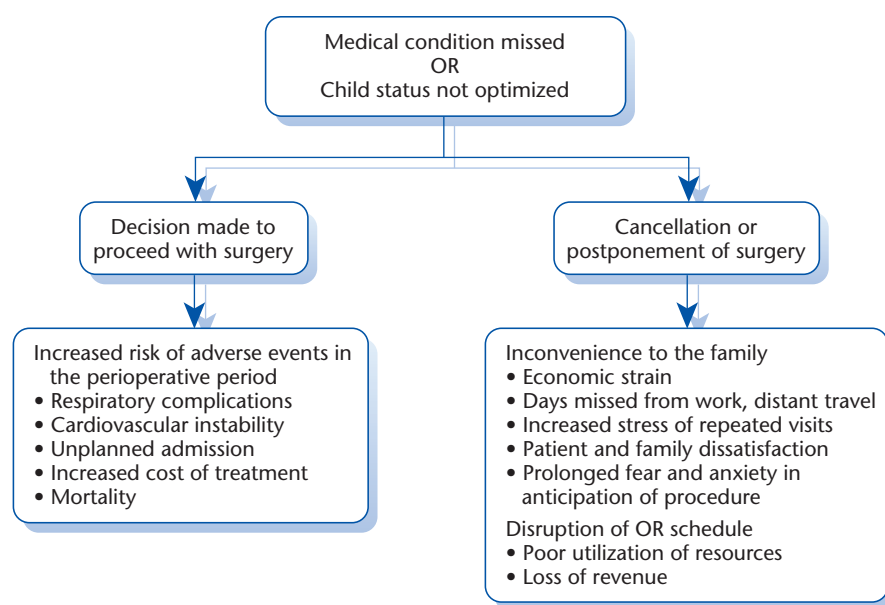 Medical condition missed
OR
Child status not optimized
Decision made to
proceed with surgery
Cancellation or
postponement of surgery
Increased risk of adverse events in
the perioperative period
• Respiratory complications
• Cardiovascular instability
• Unplanned admission
• Increased cost of treatment
• Mortality
Inconvenience to the family
• Economic strain
• Days missed from work, distant travel
• Increased stress of repeated visits
• Patient and family dissatisfaction
• Prolonged fear and anxiety in
anticipation of procedure
Disruption of OR schedule
• Poor utilization of resources
• Loss of revenue